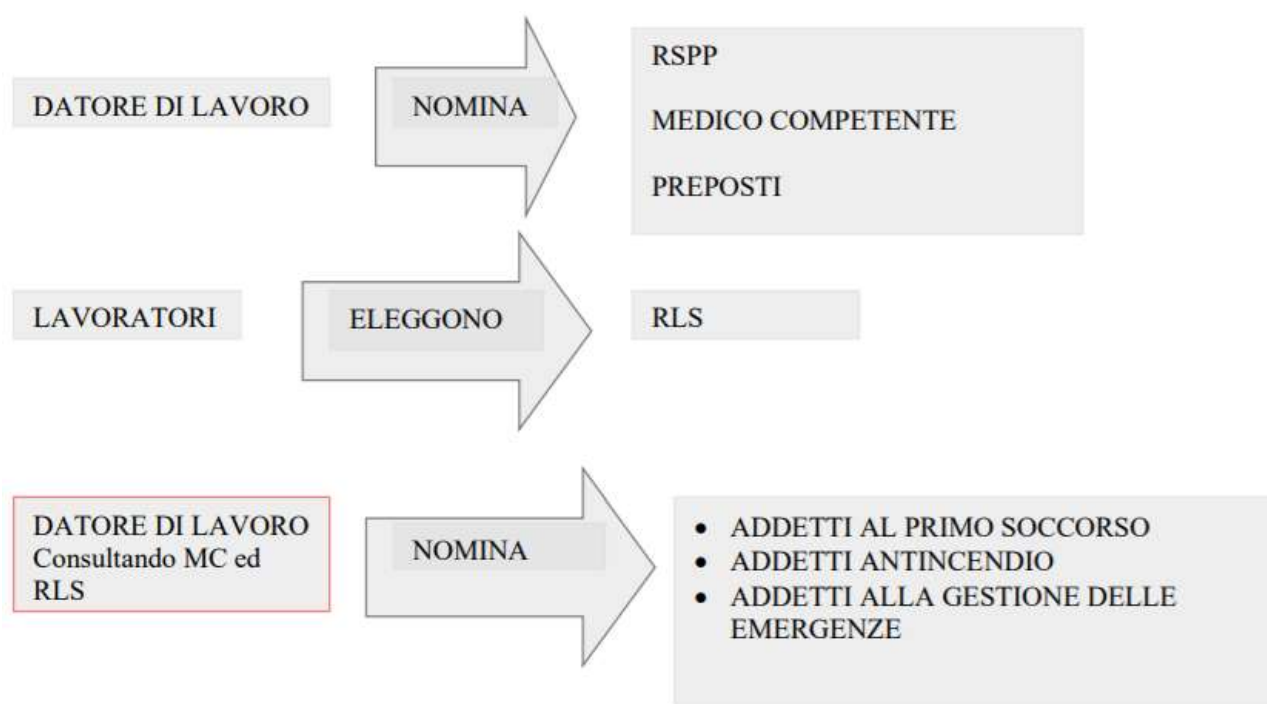 DATORE DI LAVORO
NOMINA
RSPP
MEDICO COMPETENTE
PREPOSTI
LAVORATORI
ELEGGONO
RLS
DATORE DI LAVORO
Consultando MC ed
RLS
NOMINA
• ADDETTI AL PRIMO SOCCORSO
• ADDETTI ANTINCENDIO
• ADDETTI ALLA GESTIONE DELLE
EMERGENZE